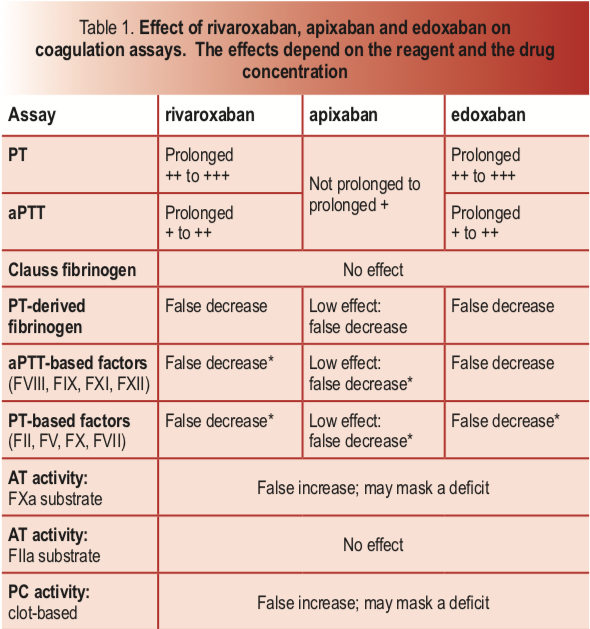 Table 1. Effect of rivaroxaban, apixaban and edoxaban on
coagulation assays. The effects depend on the reagent and the drug
concentration
Assay rivaroxaban apixaban edoxaban
PT
Prolonged
++ to +++
Not prolonged to
prolonged +
Prolonged
++ to +++
aPTT
Prolonged
+ to ++
Prolonged
+ to ++
Clauss fibrinogen
No effect
PT-derived
fibrinogen
False decrease
Low effect:
false decrease
False decrease
aPTT-based factors
(FVIII, FIX, FXI, FXII)
False decrease*
Low effect:
false decrease*
False decrease
PT-based factors
(FII, FV, FX, FVII)
False decrease*
Low effect:
false decrease*
False decrease*
AT activity:
FXa substrate
False increase; may mask a deficit
AT activity:
FIIa substrate
No effect
PC activity:
clot-based
False increase; may mask a deficit